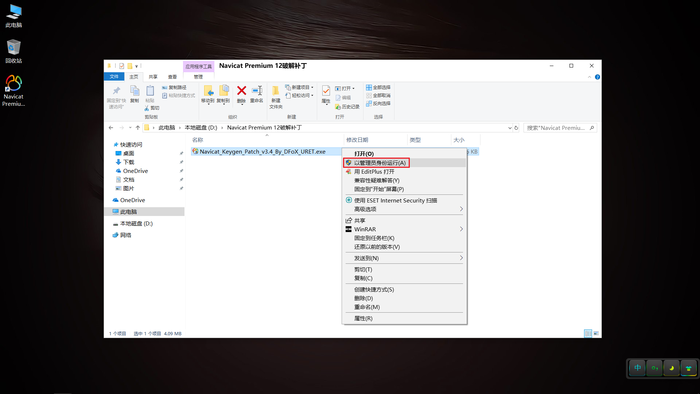 此电脑
回收站
Navicat
Premiu...
应用程序工具
Navicat Premium 12破解补丁
文件
主页
共享
查看
管理
固定到"快
速访问"
复制
粘贴
复制路径
粘贴快捷方式
剪切
移动到
复制到
删除
重命名
新建
文件夹
新建项目
轻松访问
属性
打开
编辑
历史记录
全部选择
全部取消
反向选择
剪贴板
组织
新建
打开
选择
此电脑
本地磁盘 (D:)
Navicat Premium 12破解补丁
搜索"Navicat Premium...
名称
修改日期
类型
大小
Navicat_Keygen_Patch_v3.4_By_DFoX_URET.exe
KB
快速访问
桌面
下载
OneDrive
文档
图片
OneDrive
此电脑
本地磁盘 (D:)
网络
打开(O)
以管理员身份运行(A)
用 EditPlus 打开
兼容性疑难解答(Y)
固定到"开始"屏幕(P)
使用 ESET Internet Security 扫描
高级选项
共享
WinRAR
固定到任务栏(K)
还原以前的版本(V)
发送到(N)
剪切(T)
复制(C)
创建快捷方式(S)
删除(D)
重命名(M)
属性(R)
1 个项目
选中 1 个项目 4.09 MB
中